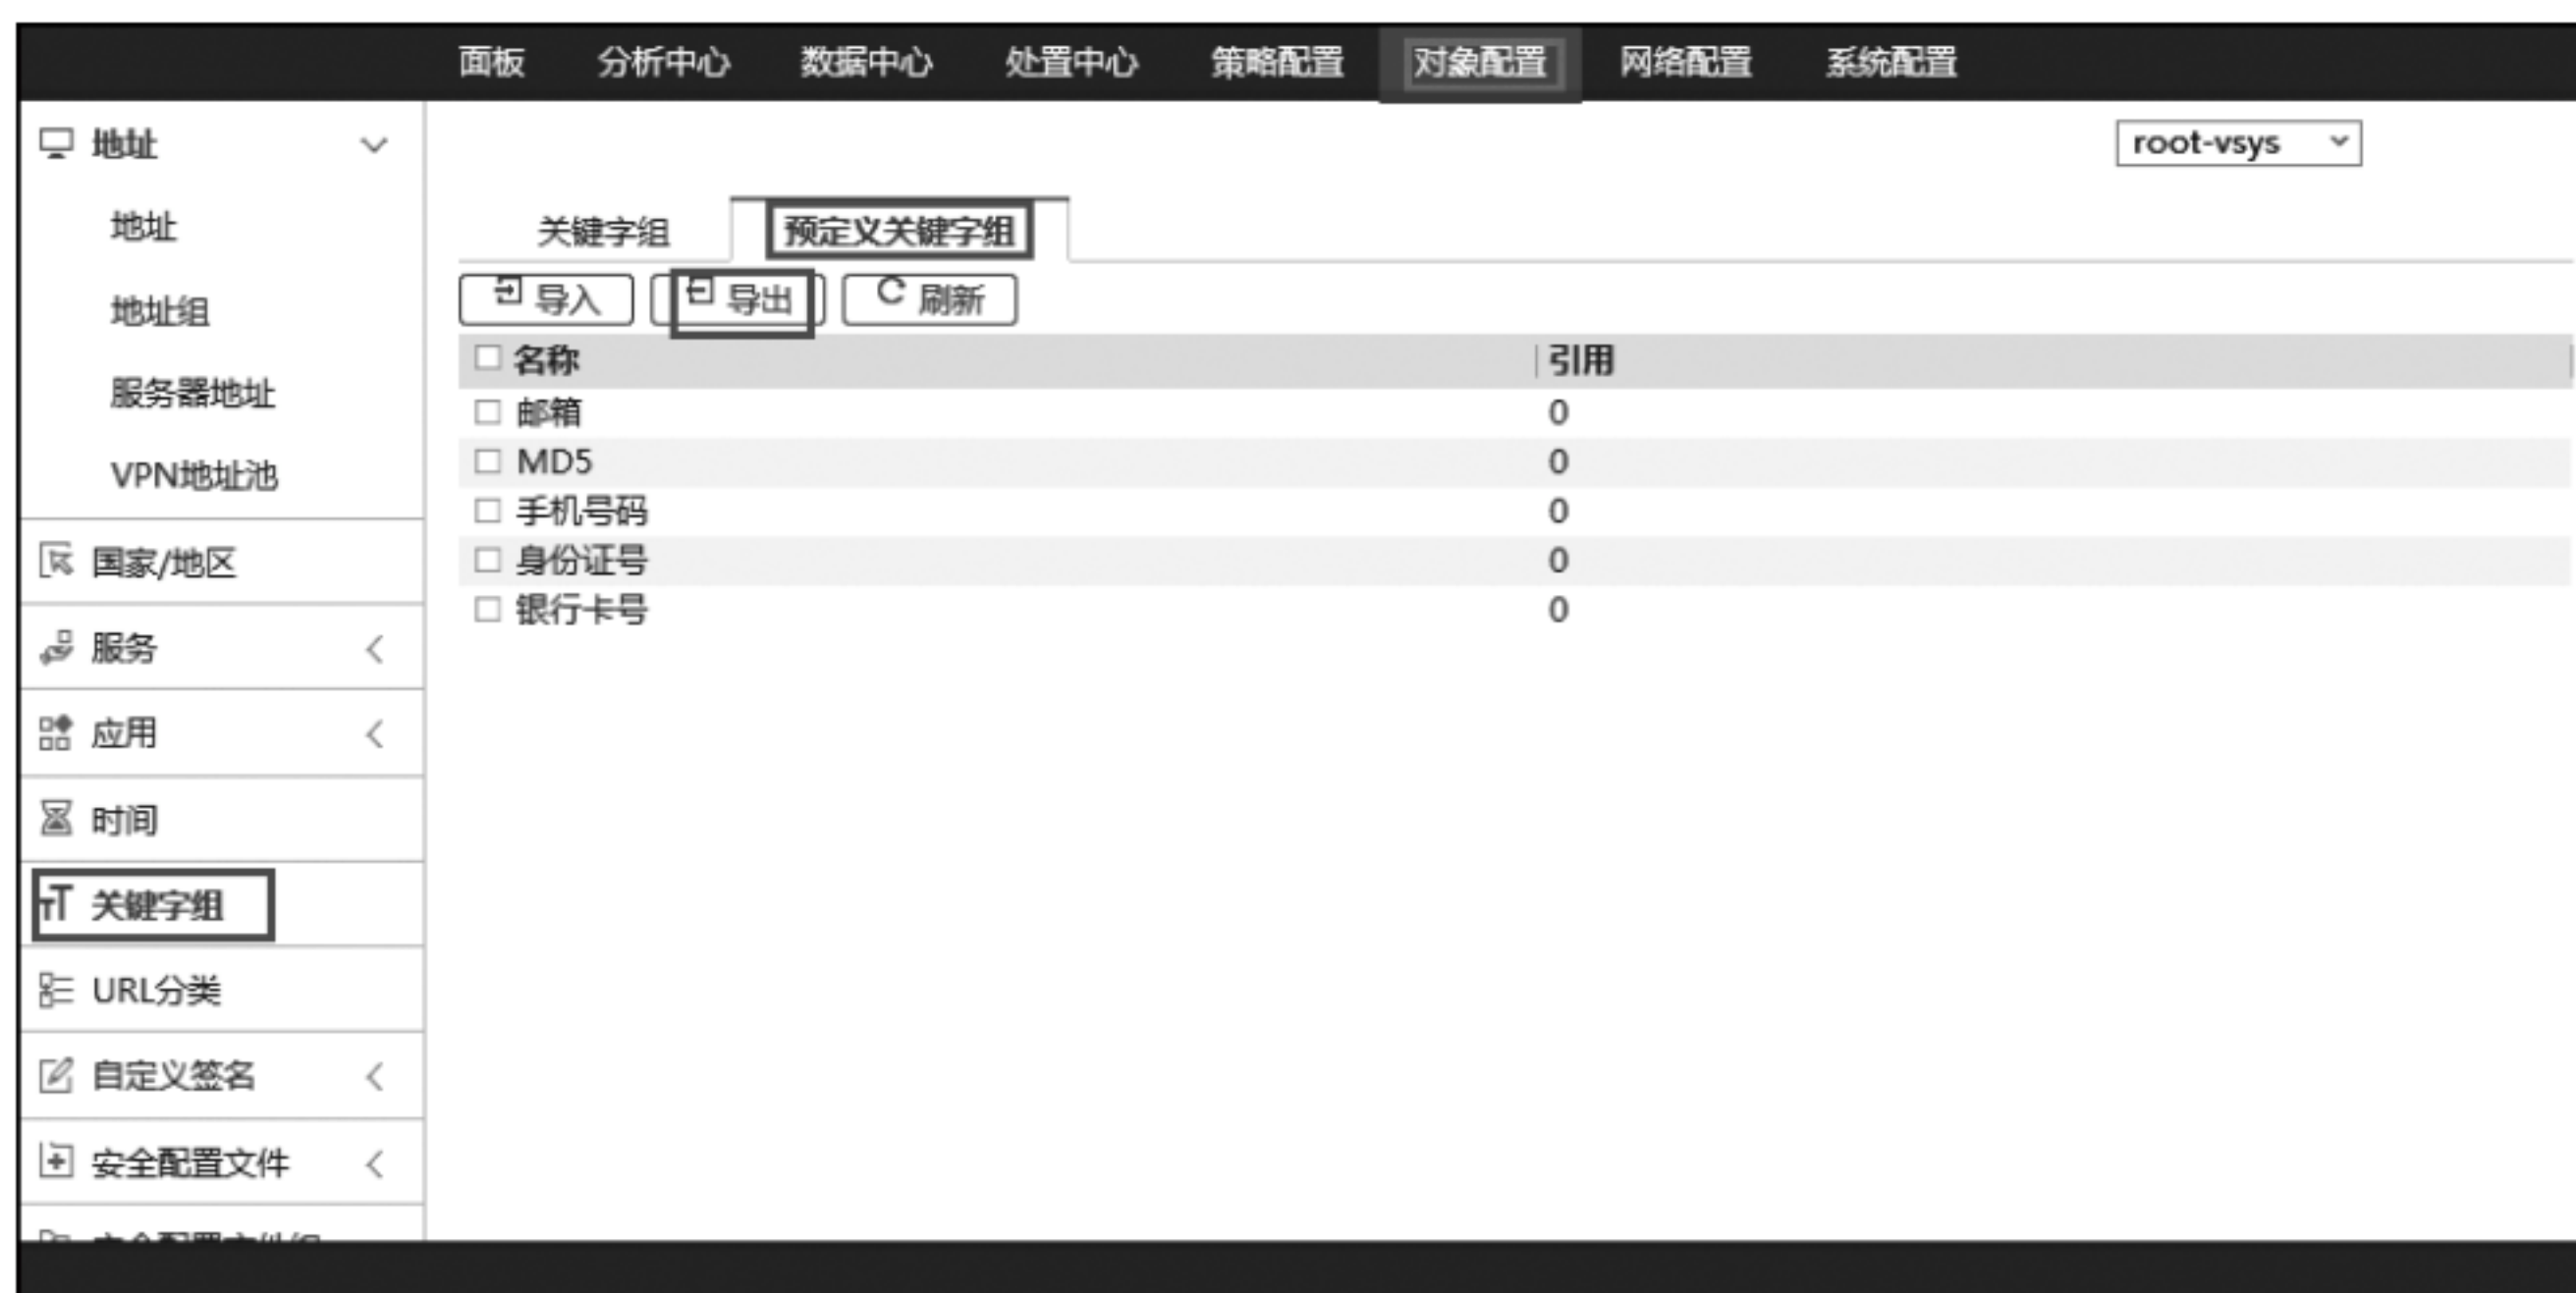 面板 分析中心 数据中心 处置中心 策略配置 对象配置 网络配置 系统配置
地址
地址
地址组
服务器地址
VPN地址池
国家/地区
服务
应用
时间
关键字组
URL分类
自定义签名
安全配置文件
root-vsys
关键字组 预定义关键字组
导入 导出 刷新
名称 引用
邮箱 0
MD5 0
手机号码 0
身份证号 0
银行卡号 0